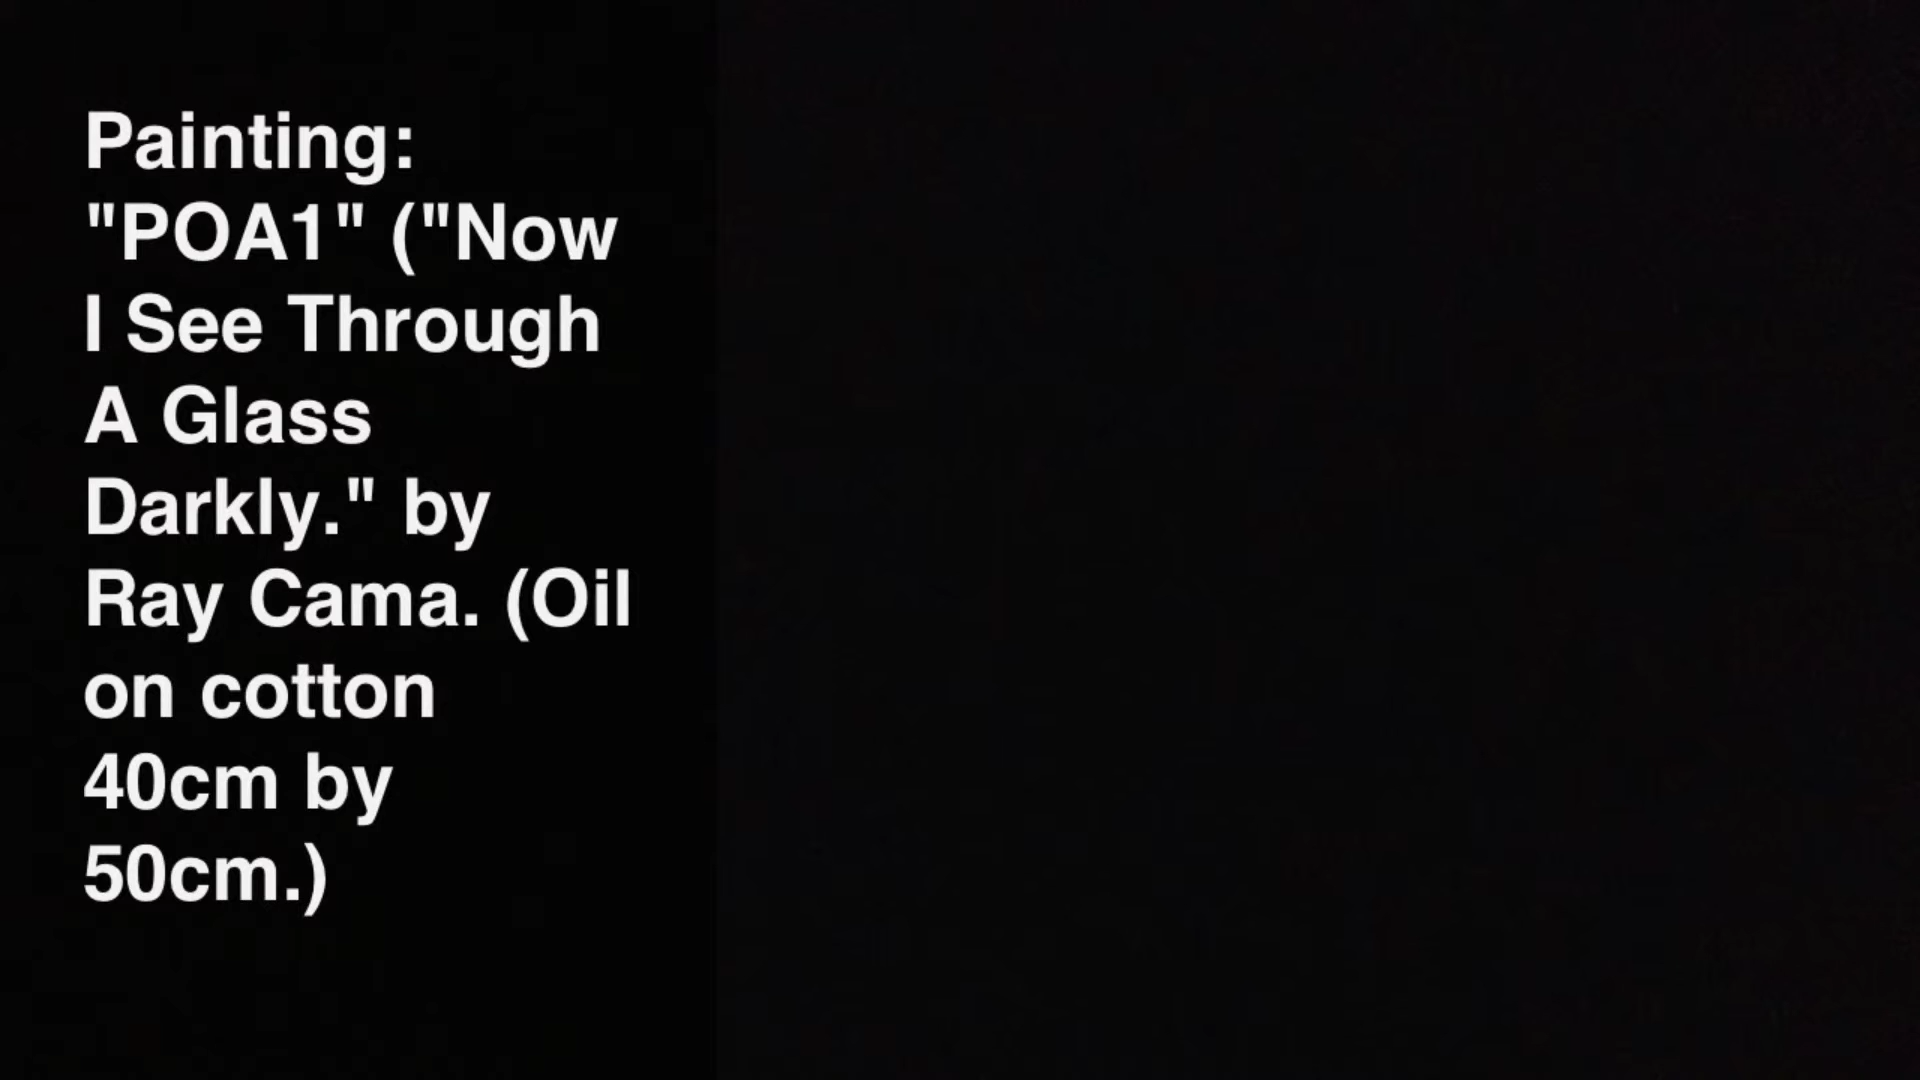 Painting:
"POA1" ("Now
I See Through
A Glass
Darkly." by
Ray Cama. (Oil
on cotton
40cm by
50cm.)